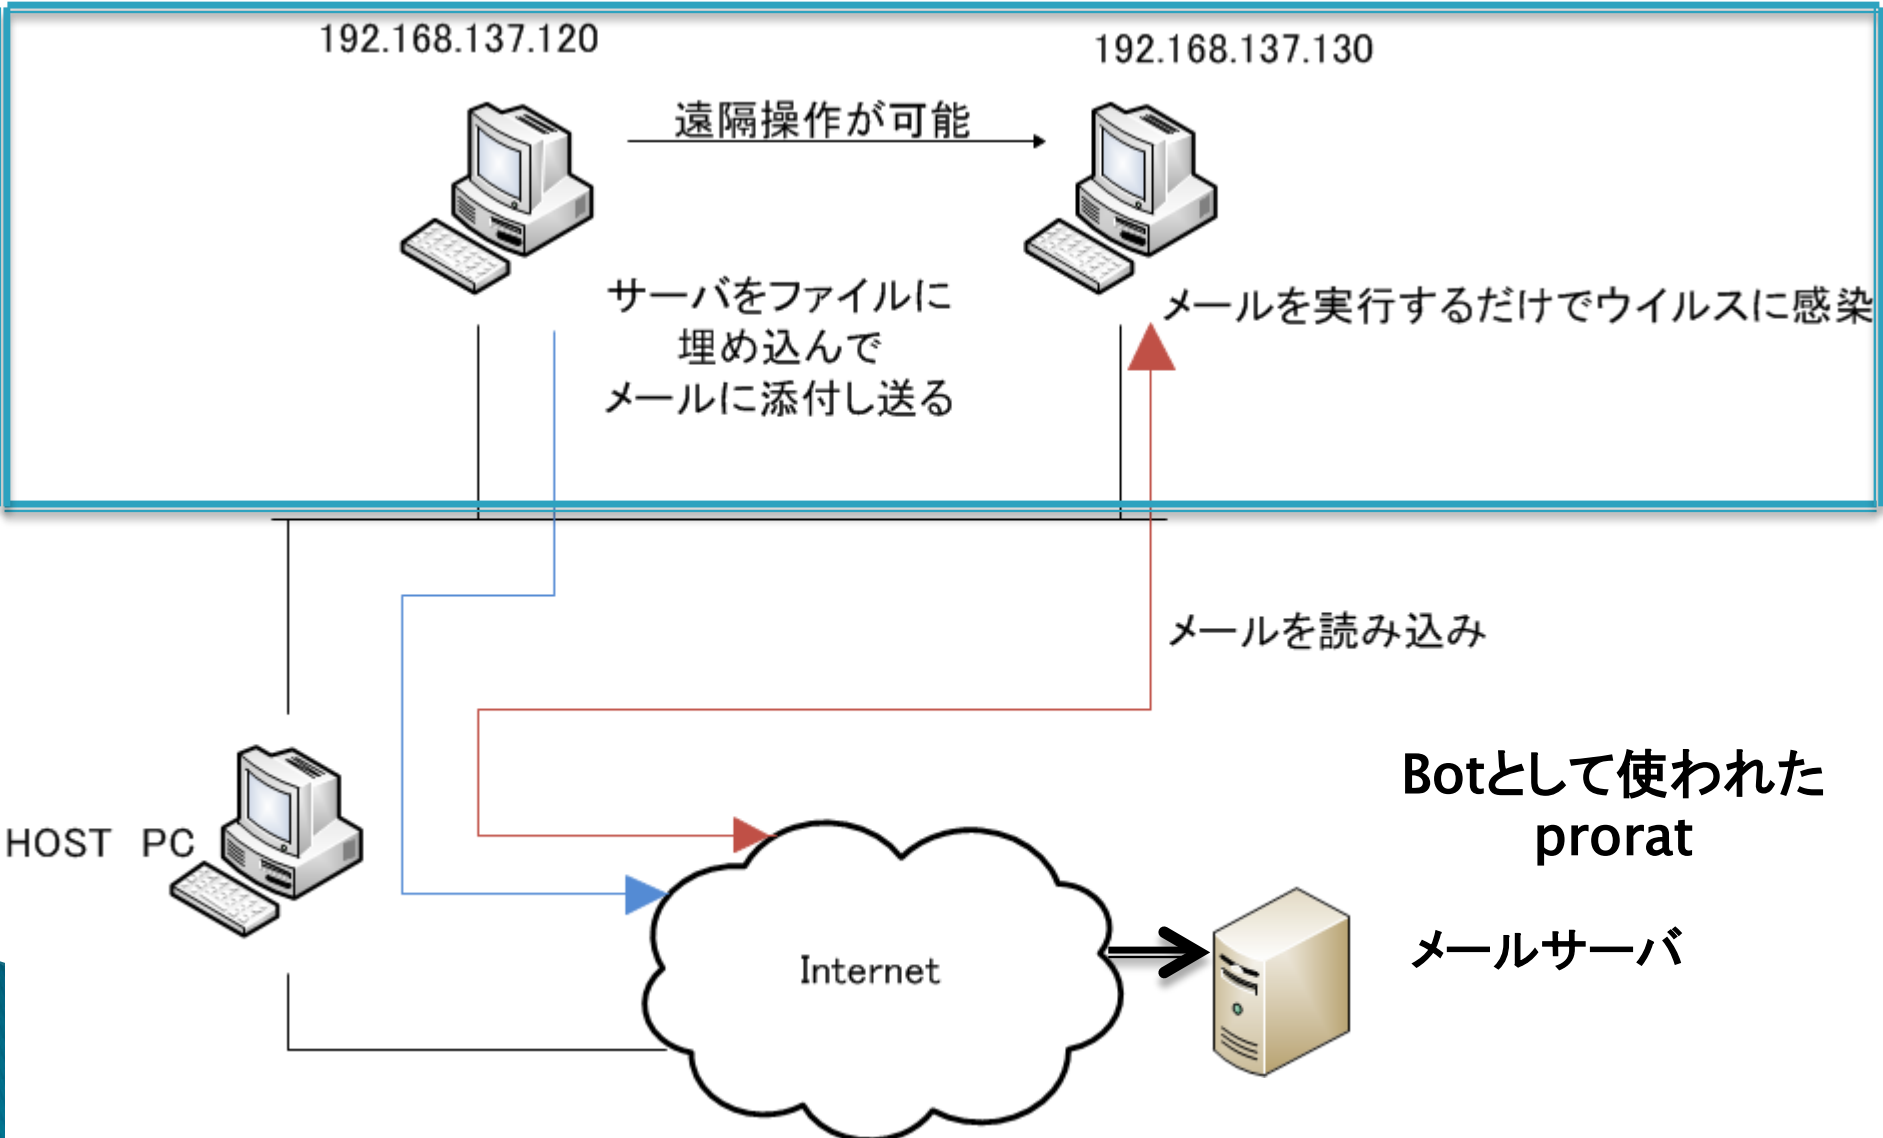 192.168.137.120
192.168.137.130
遠隔操作が可能
サーバをファイルに
埋め込んで
メールに添付し送る
メールを実行するだけでウイルスに感染
メールを読み込み
Botとして使われた
prorat
HOST PC
メールサーバ
Internet